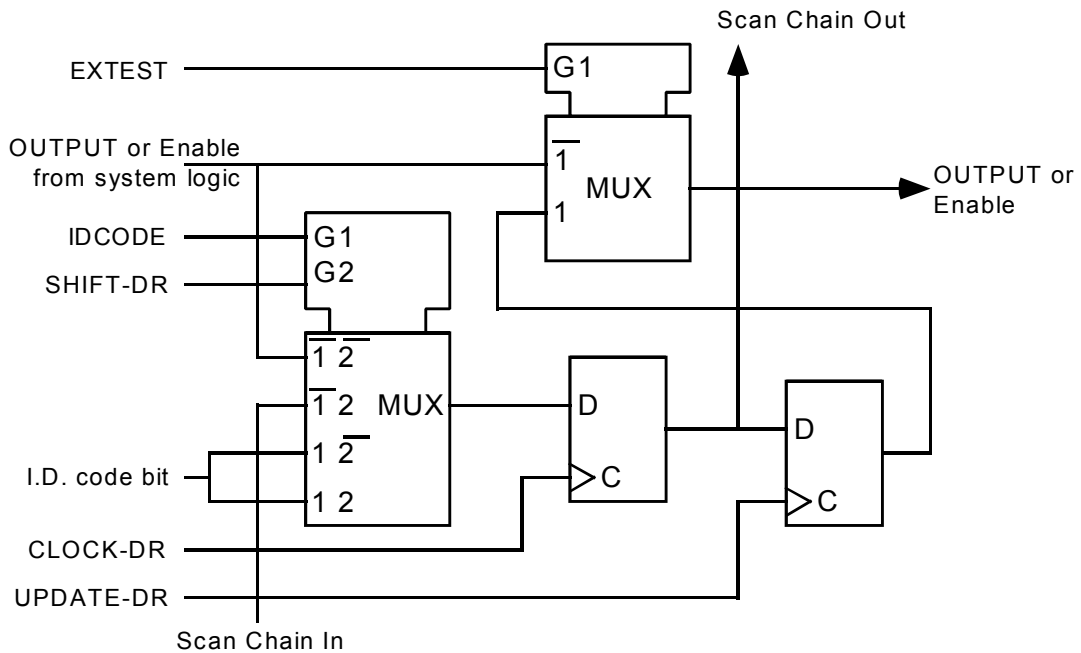 Scan Chain Out
EXTEST
G1
OUTPUT or Enable
from system logic
1
MUX
1
OUTPUT or
Enable
IDCODE
G1
SHIFT-DR
G2
1 2
1 2
MUX
1 2
1 2
I.D. code bit
D
C
D
C
CLOCK-DR
UPDATE-DR
Scan Chain In